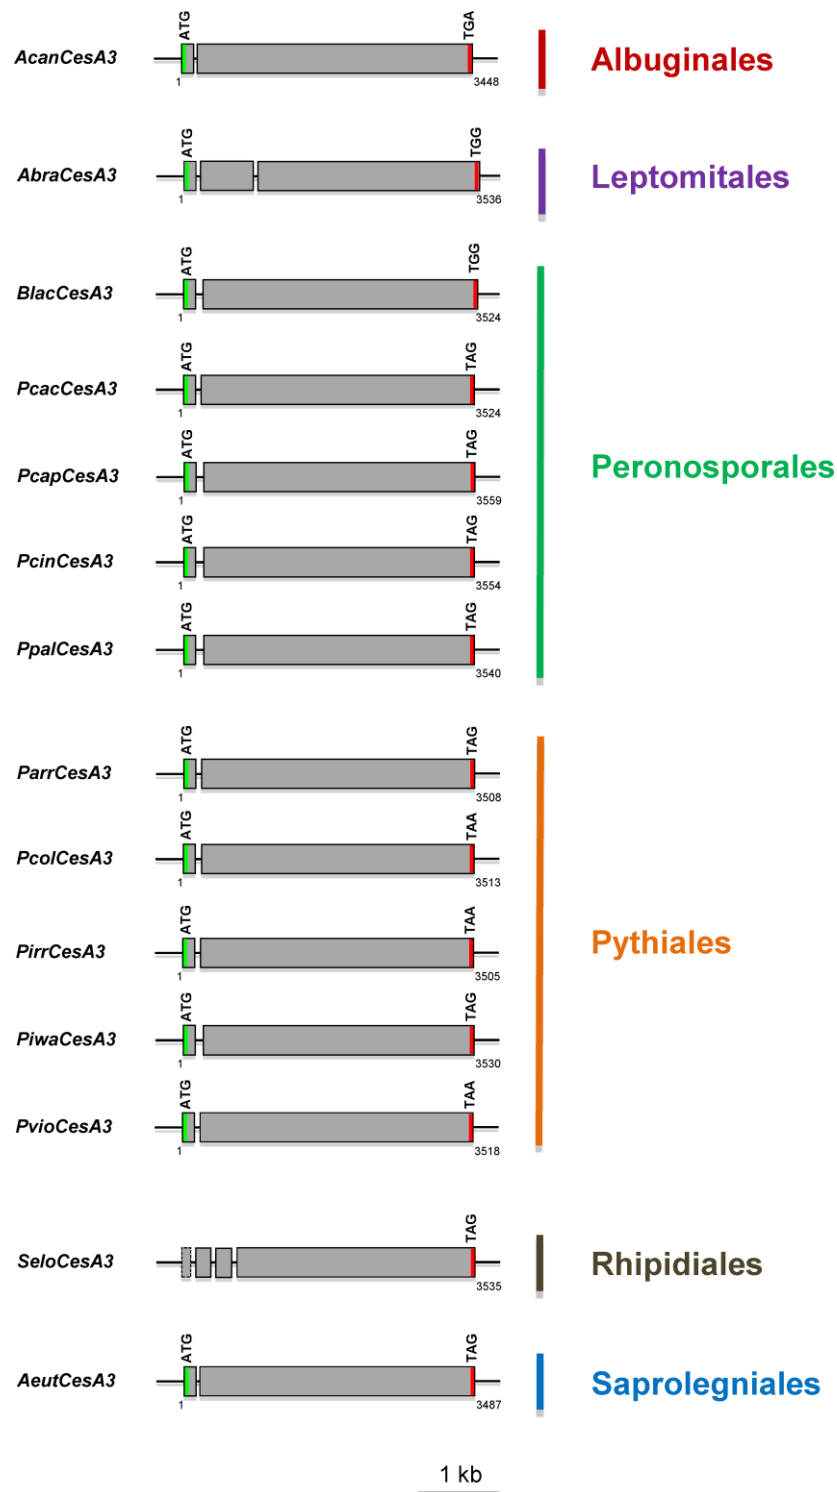 ATG TGA
AcanCesA3 Albuginales
1 3448
ATG TGG
AbraCesA3 Leptomitales
1 3536
ATG TGG
BlacCesA3
1 3524
ATG TAG
PcacCesA3
1 3524
ATG TAG
PcapCesA3 Peronosporales
1 3559
ATG TAG
PcinCesA3
1 3554
ATG TAG
PpalCesA3
1 3540
ATG TAG
ParrCesA3
1 3508
ATG TAA
PcolCesA3
1 3513
ATG TAA
PirrCesA3 Pythiales
1 3505
ATG TAG
PiwaCesA3
1 3530
ATG TAA
PvioCesA3
1 3518
TAG
SeloCesA3 Rhipidiales
3535
ATG TAG
AeutCesA3 Saprolegniales
1 3487
1 kb